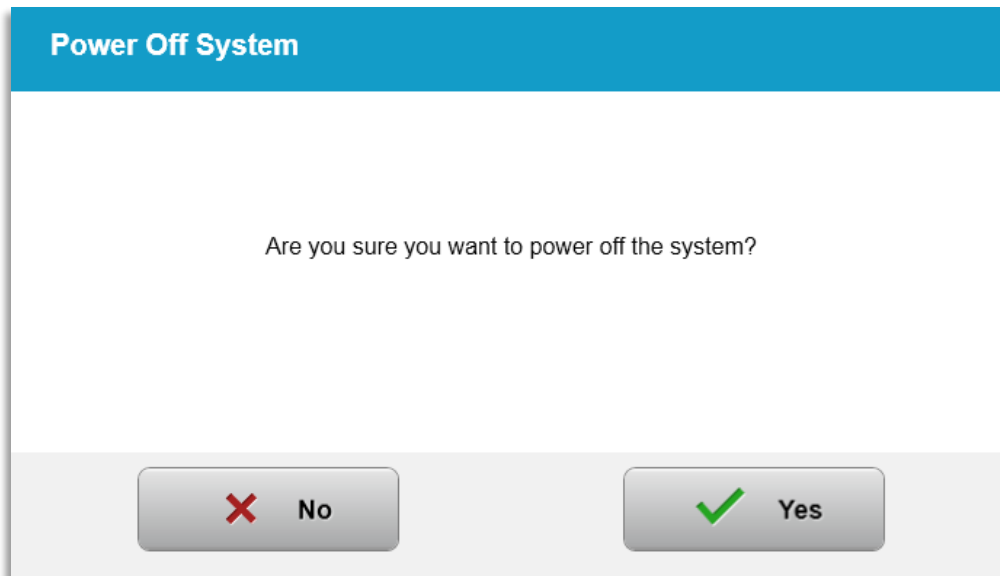 Power Off System
Are you sure you want to power off the system?
No
Yes